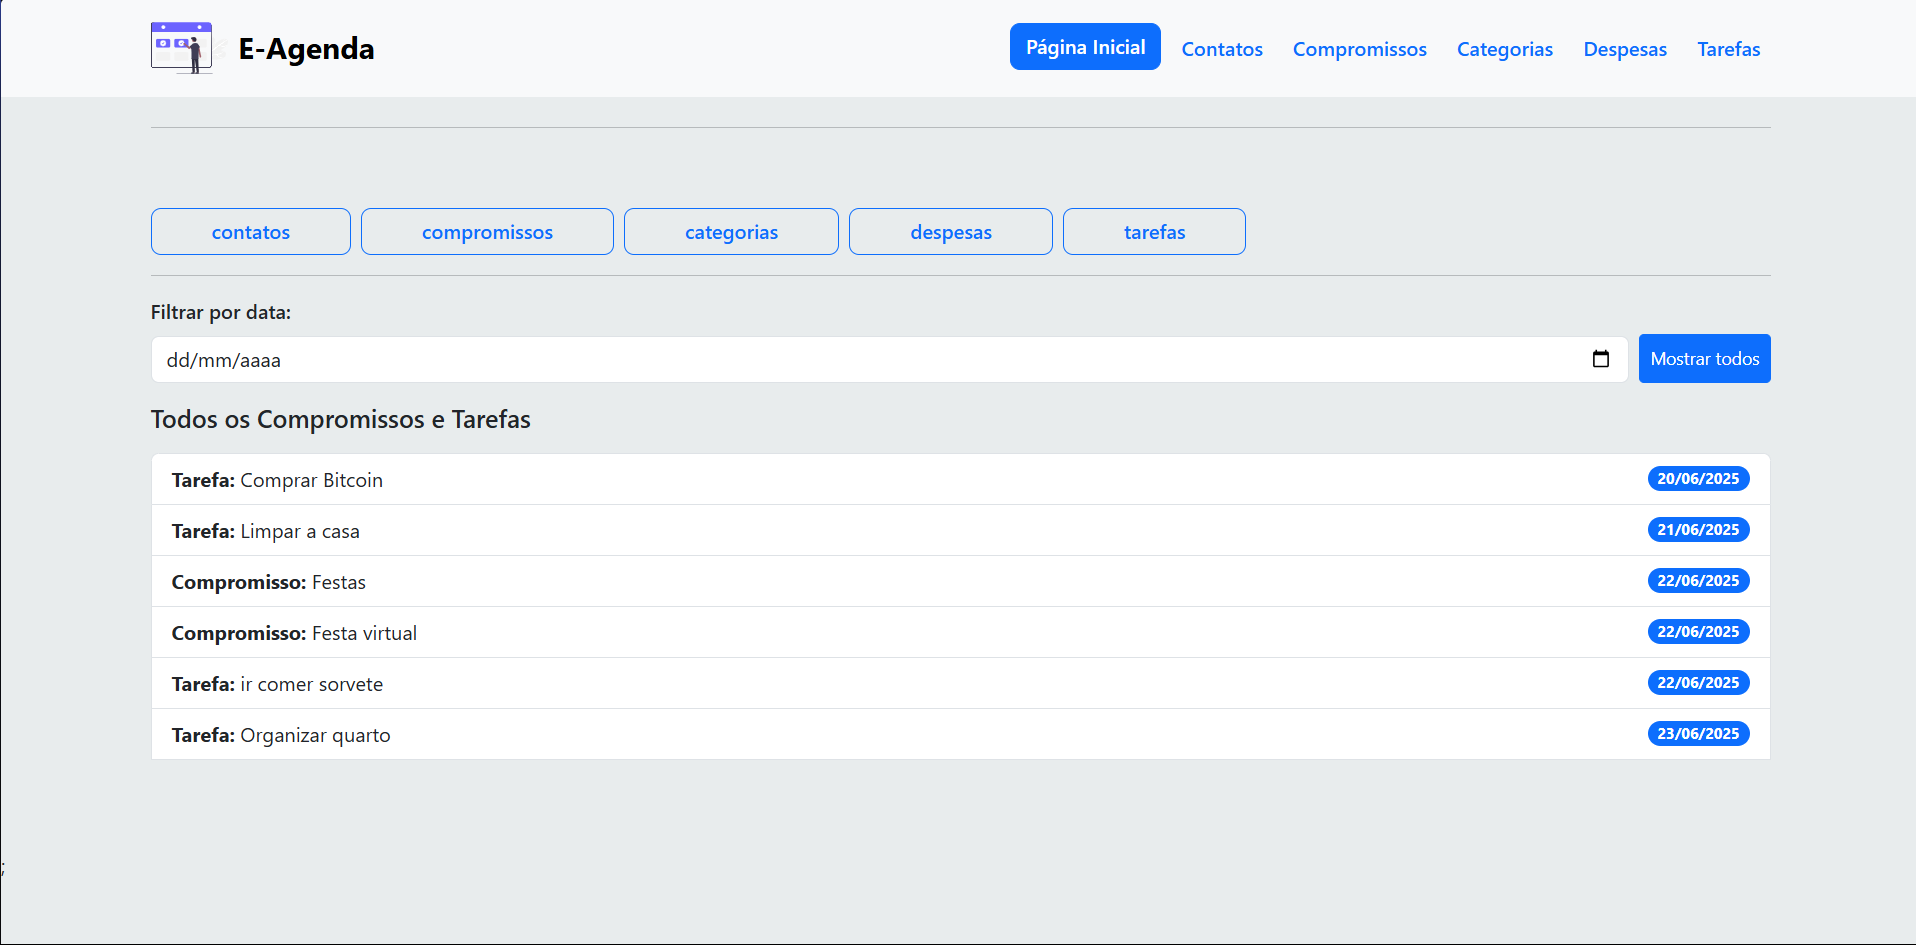 E-Agenda
Página Inicial Contatos Compromissos Categorias Despesas Tarefas
contatos compromissos categorias despesas tarefas
Filtrar por data:
dd/mm/aaaa Mostrar todos
Todos os Compromissos e Tarefas
Tarefa: Comprar Bitcoin 20/06/2025
Tarefa: Limpar a casa 21/06/2025
Compromisso: Festas 22/06/2025
Compromisso: Festa virtual 22/06/2025
Tarefa: ir comer sorvete 22/06/2025
Tarefa: Organizar quarto 23/06/2025
;